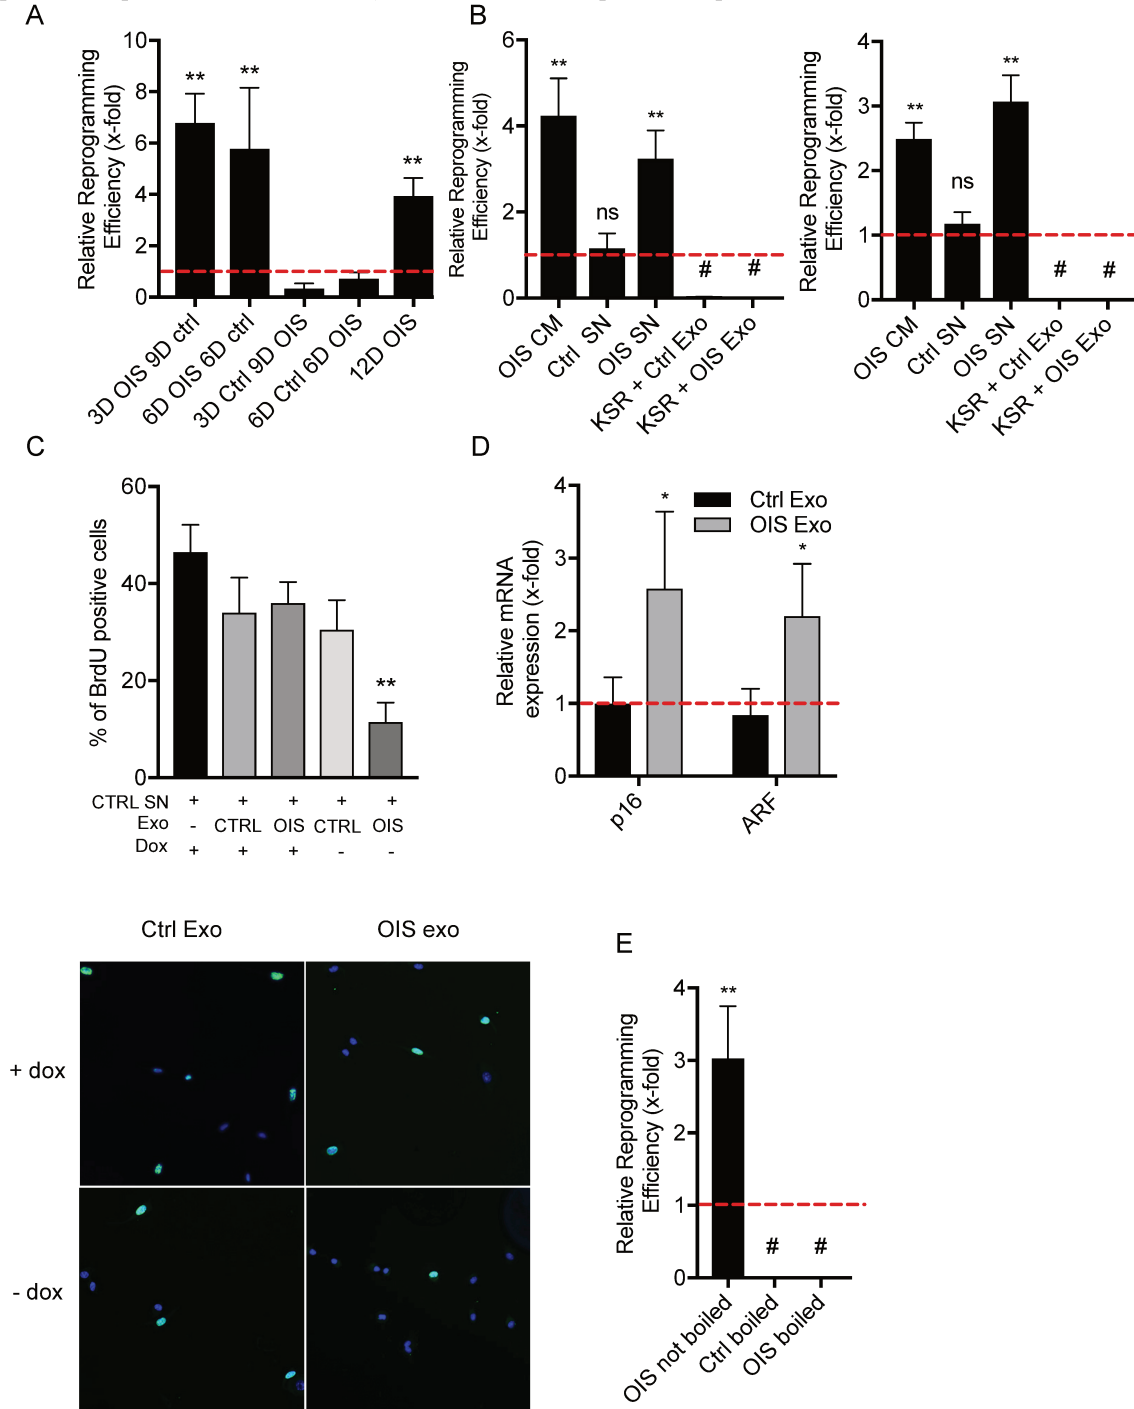 A
Relative Reprogramming
Efficiency (x-fold)
10
8
6
4
2
0
**
**
**
3D OIS 9D ctrl
6D OIS 6D ctrl
3D Ctrl 9D OIS
6D Ctrl 6D OIS
12D OIS
B
Relative Reprogramming
Efficiency (x-fold)
6
4
2
0
**
ns
**
#
#
OIS CM
Ctrl SN
OIS SN
KSR + Ctrl Exo
KSR + OIS Exo
Relative Reprogramming
Efficiency (x-fold)
4
3
2
1
0
**
ns
**
#
#
OIS CM
Ctrl SN
OIS SN
KSR + Ctrl Exo
KSR + OIS Exo
C
% of BrdU positive cells
60
40
20
0
**
CTRL SN + + + + +
Exo - CTRL OIS CTRL OIS
Dox + + + - -
D
Relative mRNA
expression (x-fold)
4
3
2
1
0
*
*
Ctrl Exo
OIS Exo
p16
ARF
Ctrl Exo
OIS exo
+ dox
- dox
E
Relative Reprogramming
Efficiency (x-fold)
4
3
2
1
0
**
#
#
OIS not boiled
Ctrl boiled
OIS boiled